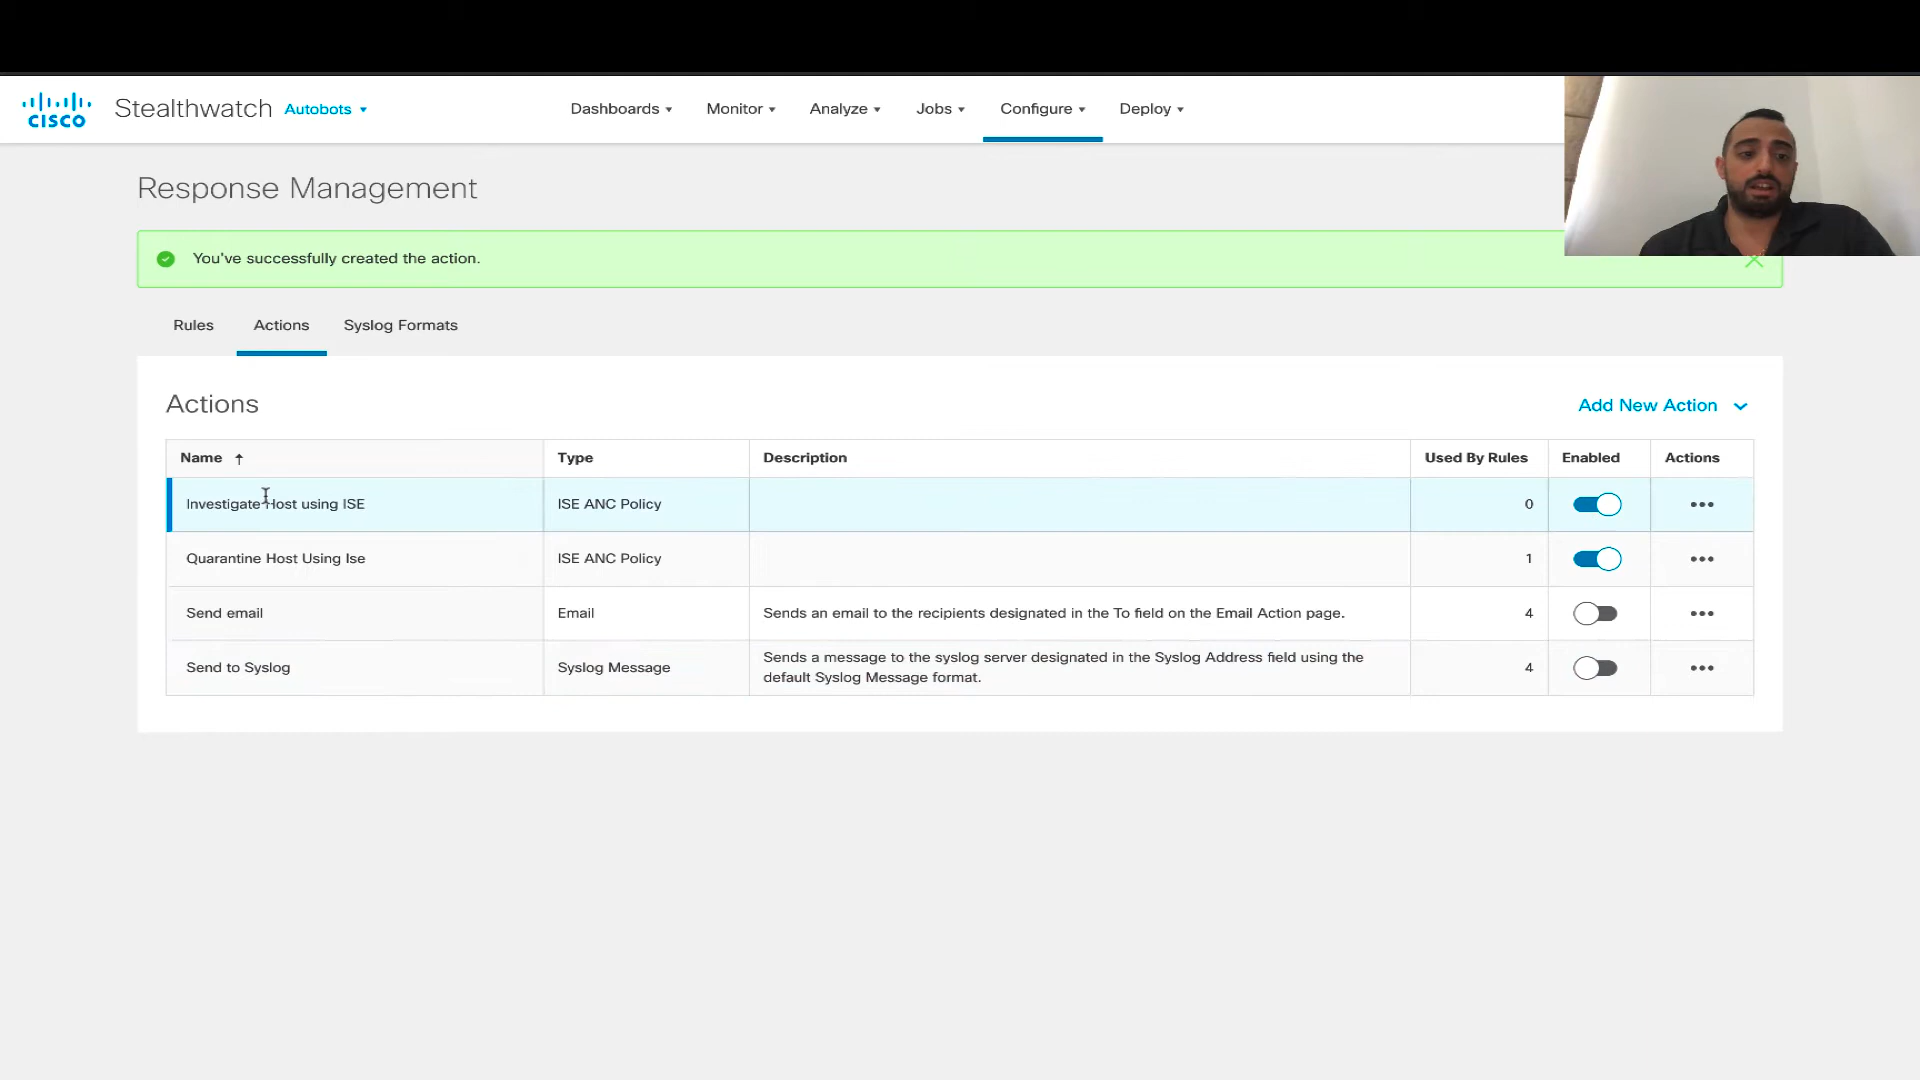 CISCO
Stealthwatch Autobots Dashboards Monitor Analyze Jobs Configure Deploy
Response Management
You've successfully created the action.
Rules Actions Syslog Formats
Actions Add New Action
Name Type Description Used By Rules Enabled Actions
Investigate Host using ISE ISE ANC Policy 0
Quarantine Host Using Ise ISE ANC Policy 1
Send email Email Sends an email to the recipients designated in the To field on the Email Action page. 4
Send to Syslog Syslog Message Sends a message to the syslog server designated in the Syslog Address field using the
default Syslog Message format. 4